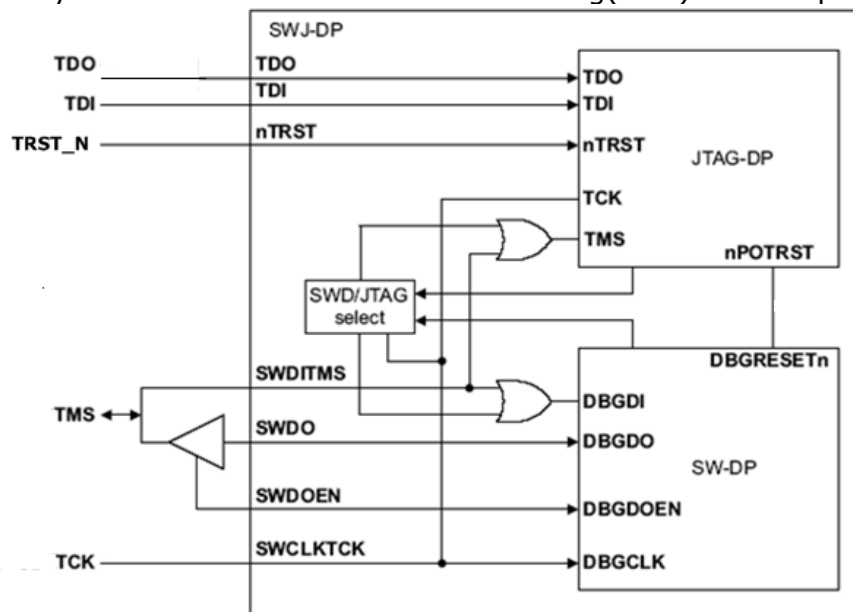 SWJ-DP
TDO TDO TDO
TDI TDI TDI
TRST_N nTRST nTRST
JTAG-DP
TCK
TMS
nPOTRST
SWD/JTAG
select
DBGRESETn
SWDITMS
DBGDI
TMS
SWDO DBGDO
SW-DP
SWDOEN DBGDOEN
TCK SWCLKTCK DBGCLK